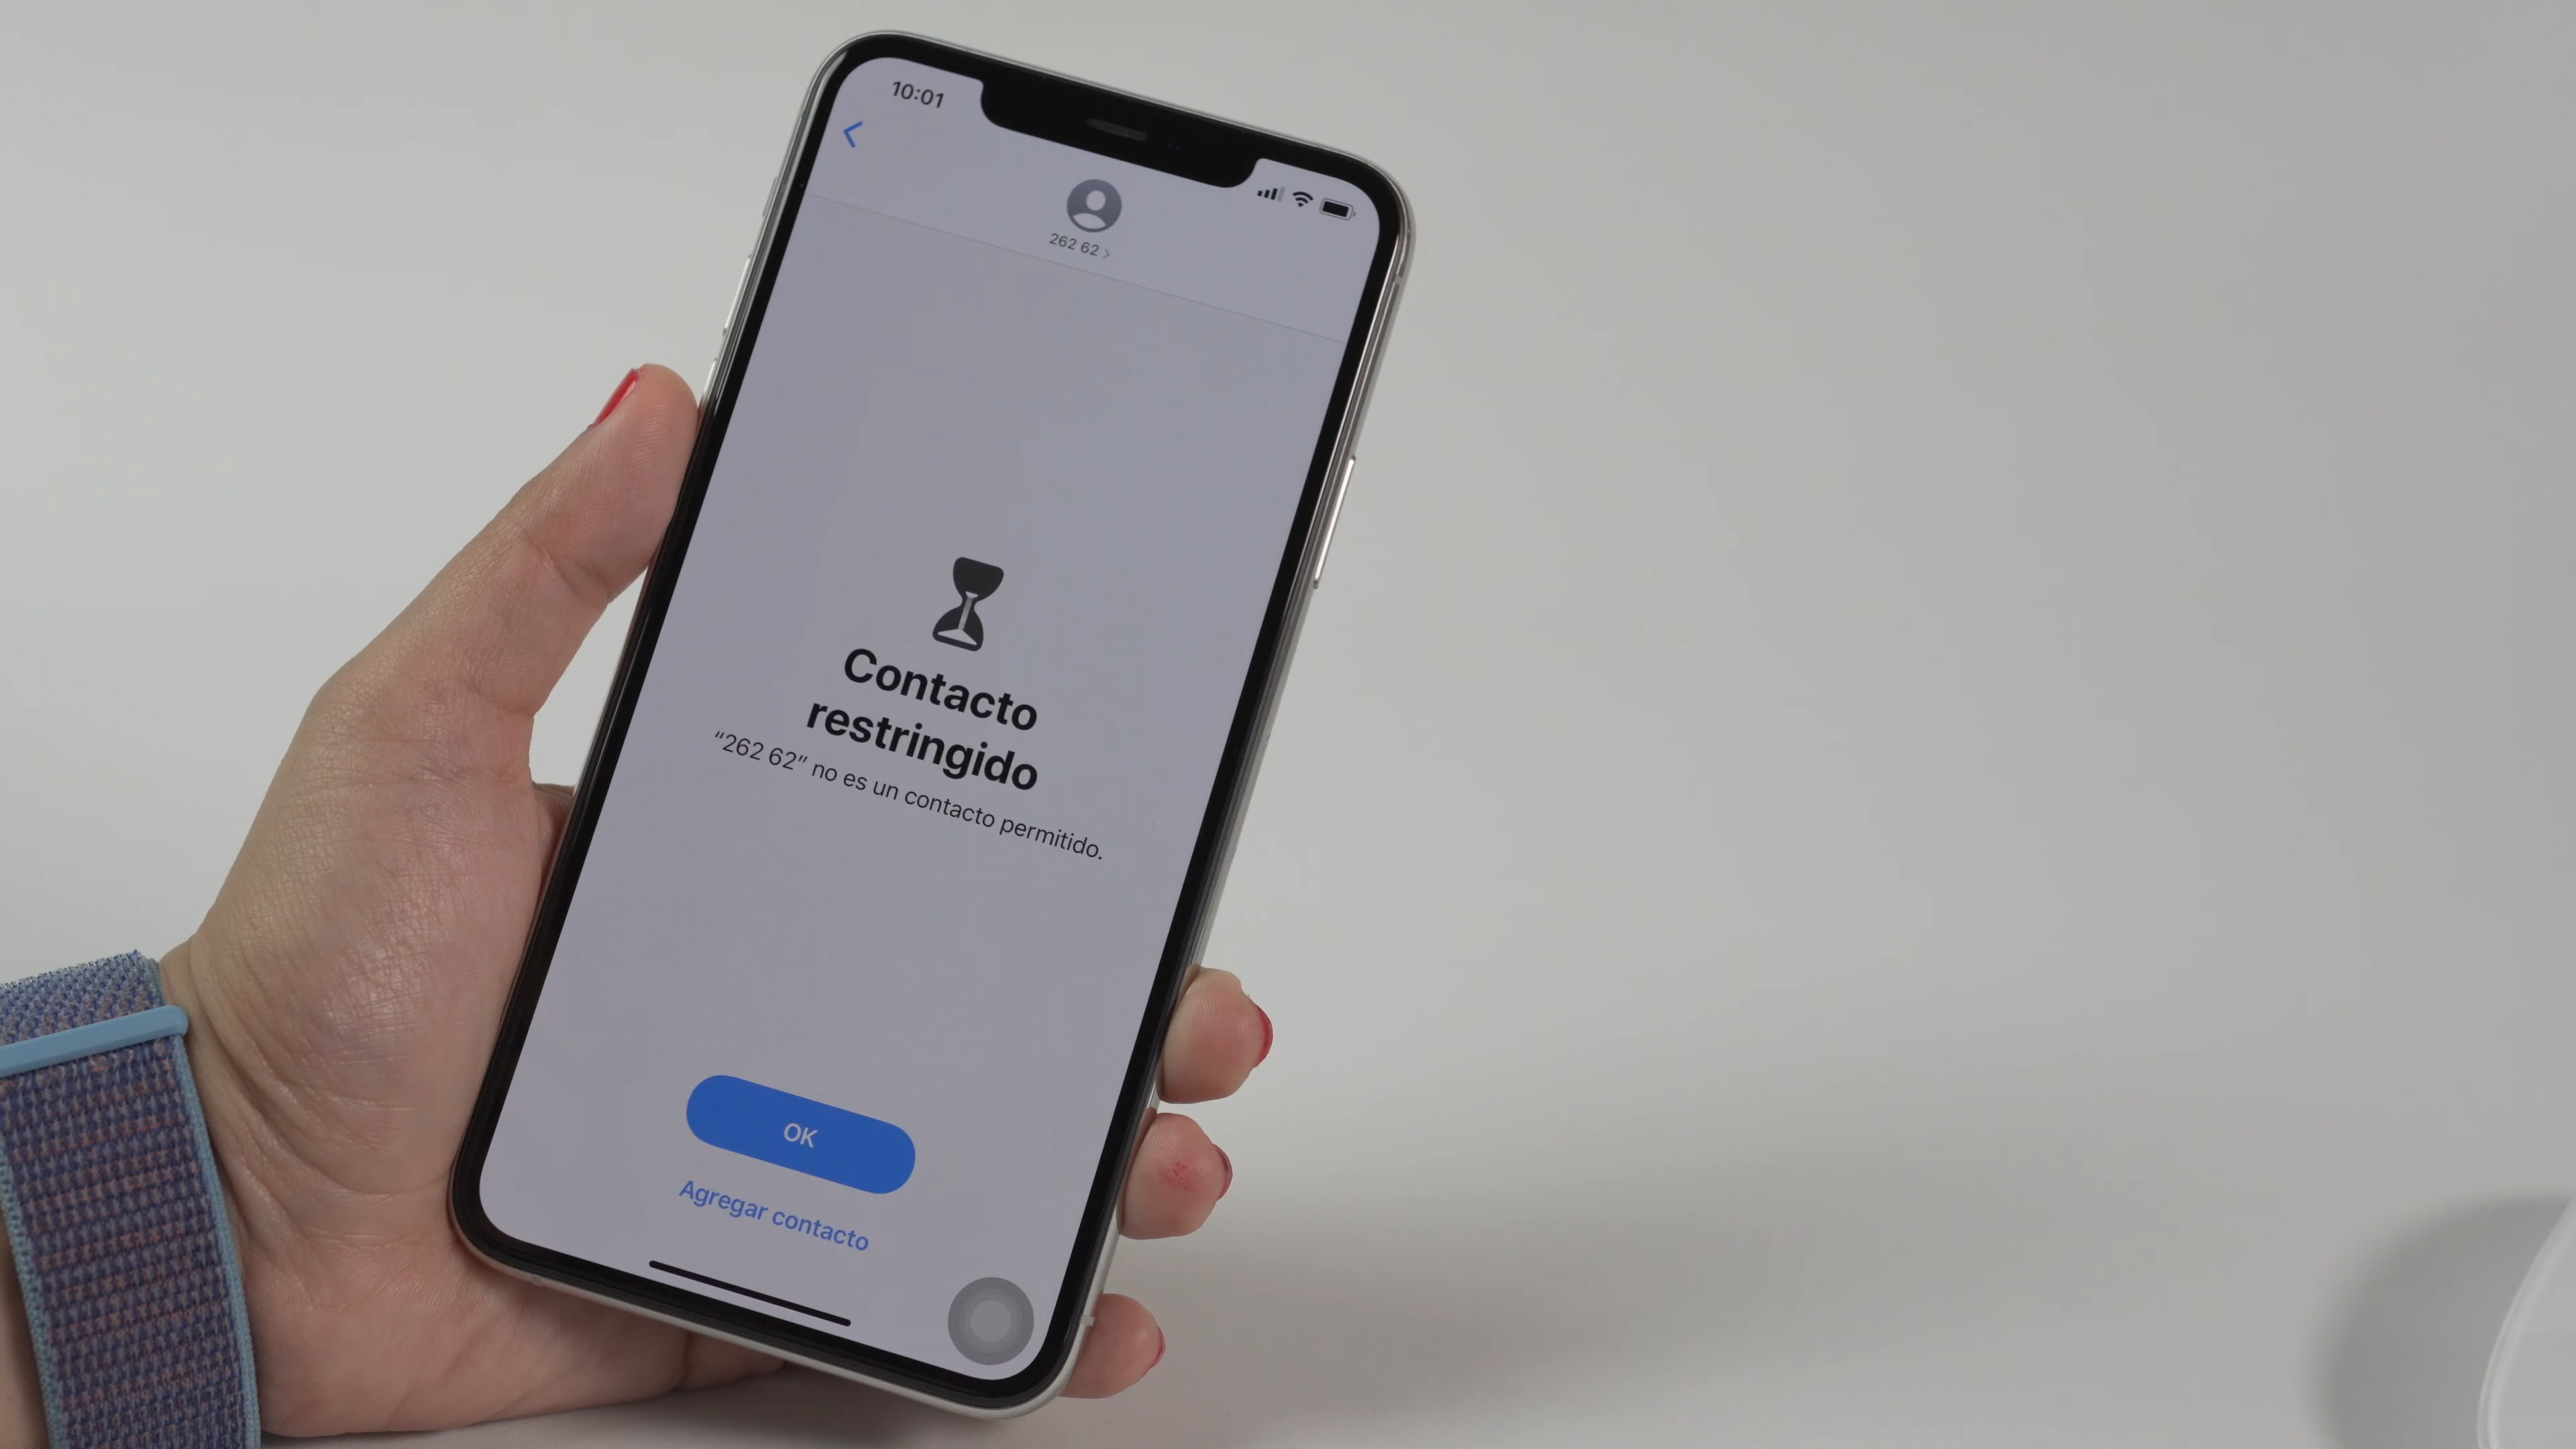 10:01
262 62 >
Contacto
restringido
“262 62” no es un contacto permitido.
OK
Agregar contacto